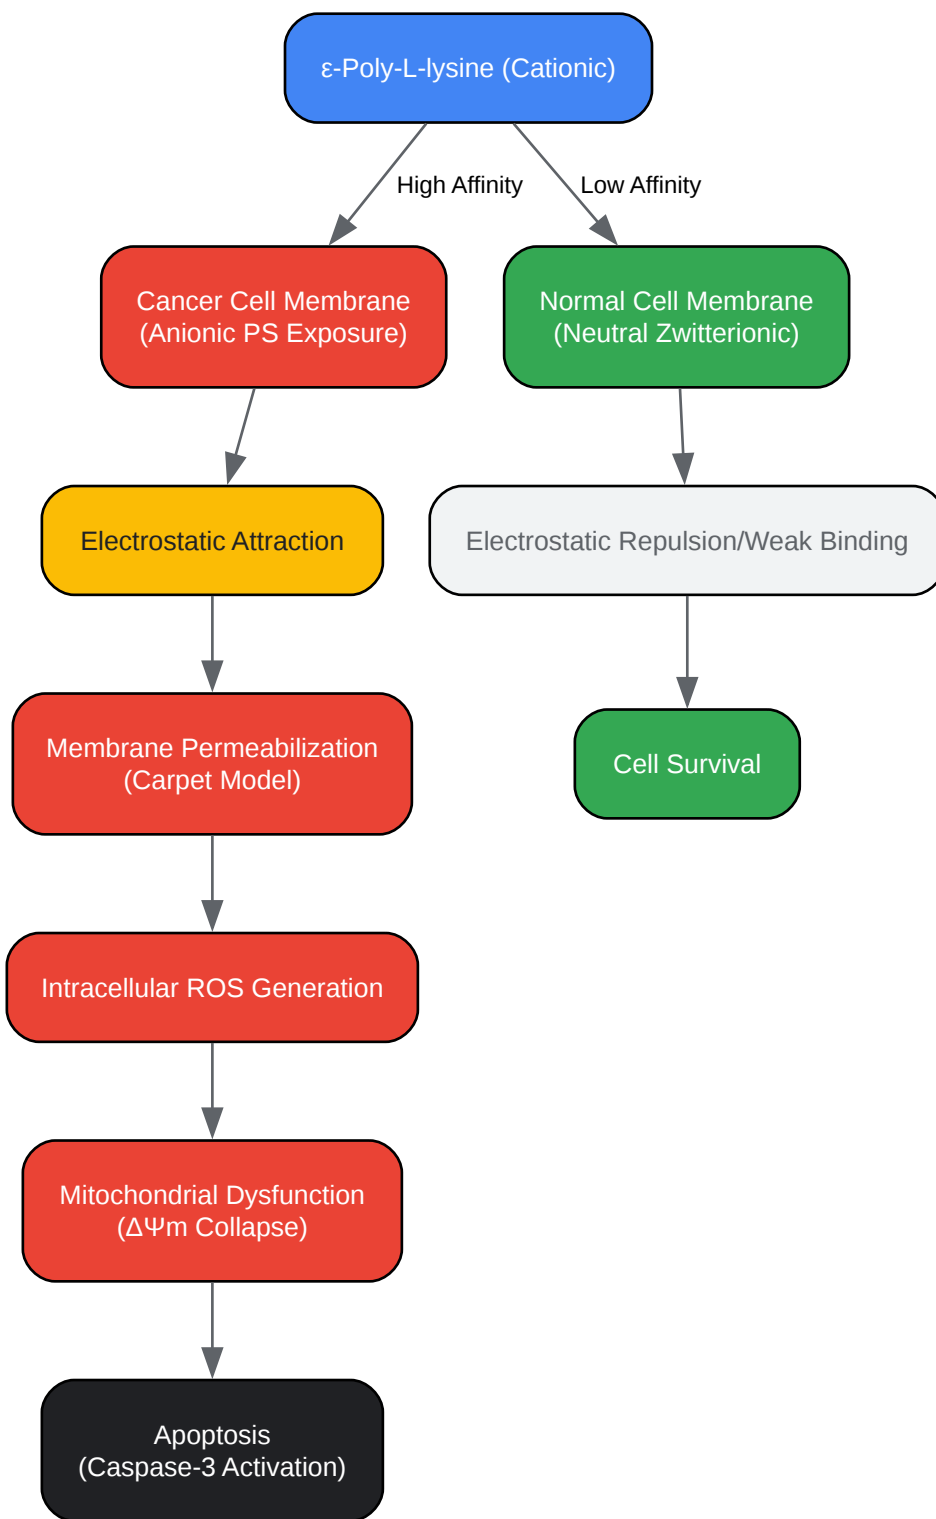 ε-Poly-L-lysine (Cationic)
High Affinity
Low Affinity
Cancer Cell Membrane
(Anionic PS Exposure)
Normal Cell Membrane
(Neutral Zwitterionic)
Electrostatic Attraction
Electrostatic Repulsion/Weak Binding
Membrane Permeabilization
(Carpet Model)
Cell Survival
Intracellular ROS Generation
Mitochondrial Dysfunction
(ΔΨm Collapse)
Apoptosis
(Caspase-3 Activation)